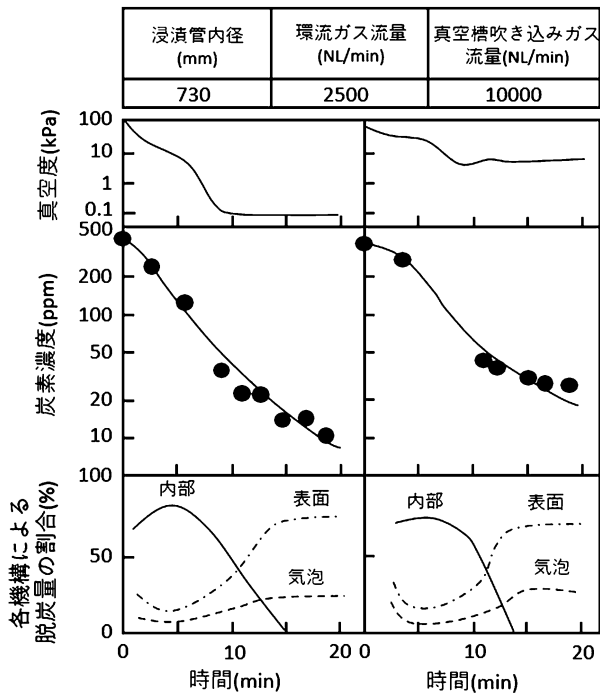 浸漬管内径
(mm)
環流ガス流量
(NL/min)
真空槽吹き込みガス
流量(NL/min)
730
2500
10000
真空度(kPa)
100
10
1
0.1
炭素濃度(ppm)
500
200
100
50
20
10
各機構による
脱炭量の割合(%)
100
50
0
内部
表面
気泡
内部
表面
気泡
0
10
20
0
10
20
時間(min)
時間(min)